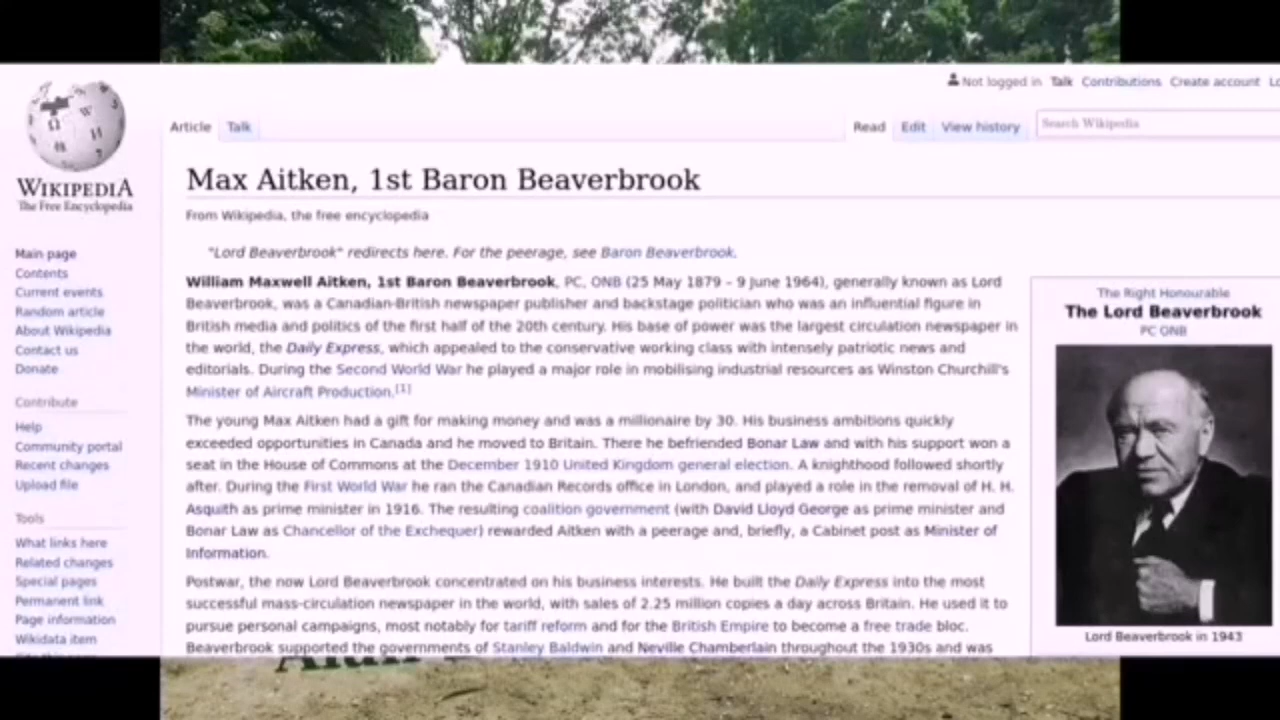 Not logged in Talk Contributions Create account
Article Talk Read Edit View history Search Wikipedia
WIKIPEDIA
The Free Encyclopedia
Max Aitken, 1st Baron Beaverbrook
From Wikipedia, the free encyclopedia
"Lord Beaverbrook" redirects here. For the peerage, see Baron Beaverbrook.
William Maxwell Aitken, 1st Baron Beaverbrook, PC, ONB (25 May 1879 – 9 June 1964), generally known as Lord
Beaverbrook, was a Canadian-British newspaper publisher and backstage politician who was an influential figure in
British media and politics of the first half of the 20th century. His base of power was the largest circulation newspaper in
the world, the Daily Express, which appealed to the conservative working class with intensely patriotic news and
editorials. During the Second World War he played a major role in mobilising industrial resources as Winston Churchill's
Minister of Aircraft Production.[1]
The young Max Aitken had a gift for making money and was a millionaire by 30. His business ambitions quickly
exceeded opportunities in Canada and he moved to Britain. There he befriended Bonar Law and with his support won a
seat in the House of Commons at the December 1910 United Kingdom general election. A knighthood followed shortly
after. During the First World War he ran the Canadian Records office in London, and played a role in the removal of H. H.
Asquith as prime minister in 1916. The resulting coalition government (with David Lloyd George as prime minister and
Bonar Law as Chancellor of the Exchequer) rewarded Aitken with a peerage and, briefly, a Cabinet post as Minister of
Information.
Postwar, the now Lord Beaverbrook concentrated on his business interests. He built the Daily Express into the most
successful mass-circulation newspaper in the world, with sales of 2.25 million copies a day across Britain. He used it to
pursue personal campaigns, most notably for tariff reform and for the British Empire to become a free trade bloc.
Beaverbrook supported the governments of Stanley Baldwin and Neville Chamberlain throughout the 1930s and was
The Right Honourable
The Lord Beaverbrook
PC ONB
Lord Beaverbrook in 1943
Main page
Contents
Current events
Random article
About Wikipedia
Contact us
Donate
Contribute
Help
Community portal
Recent changes
Upload file
Tools
What links here
Related changes
Special pages
Permanent link
Page information
Wikidata item